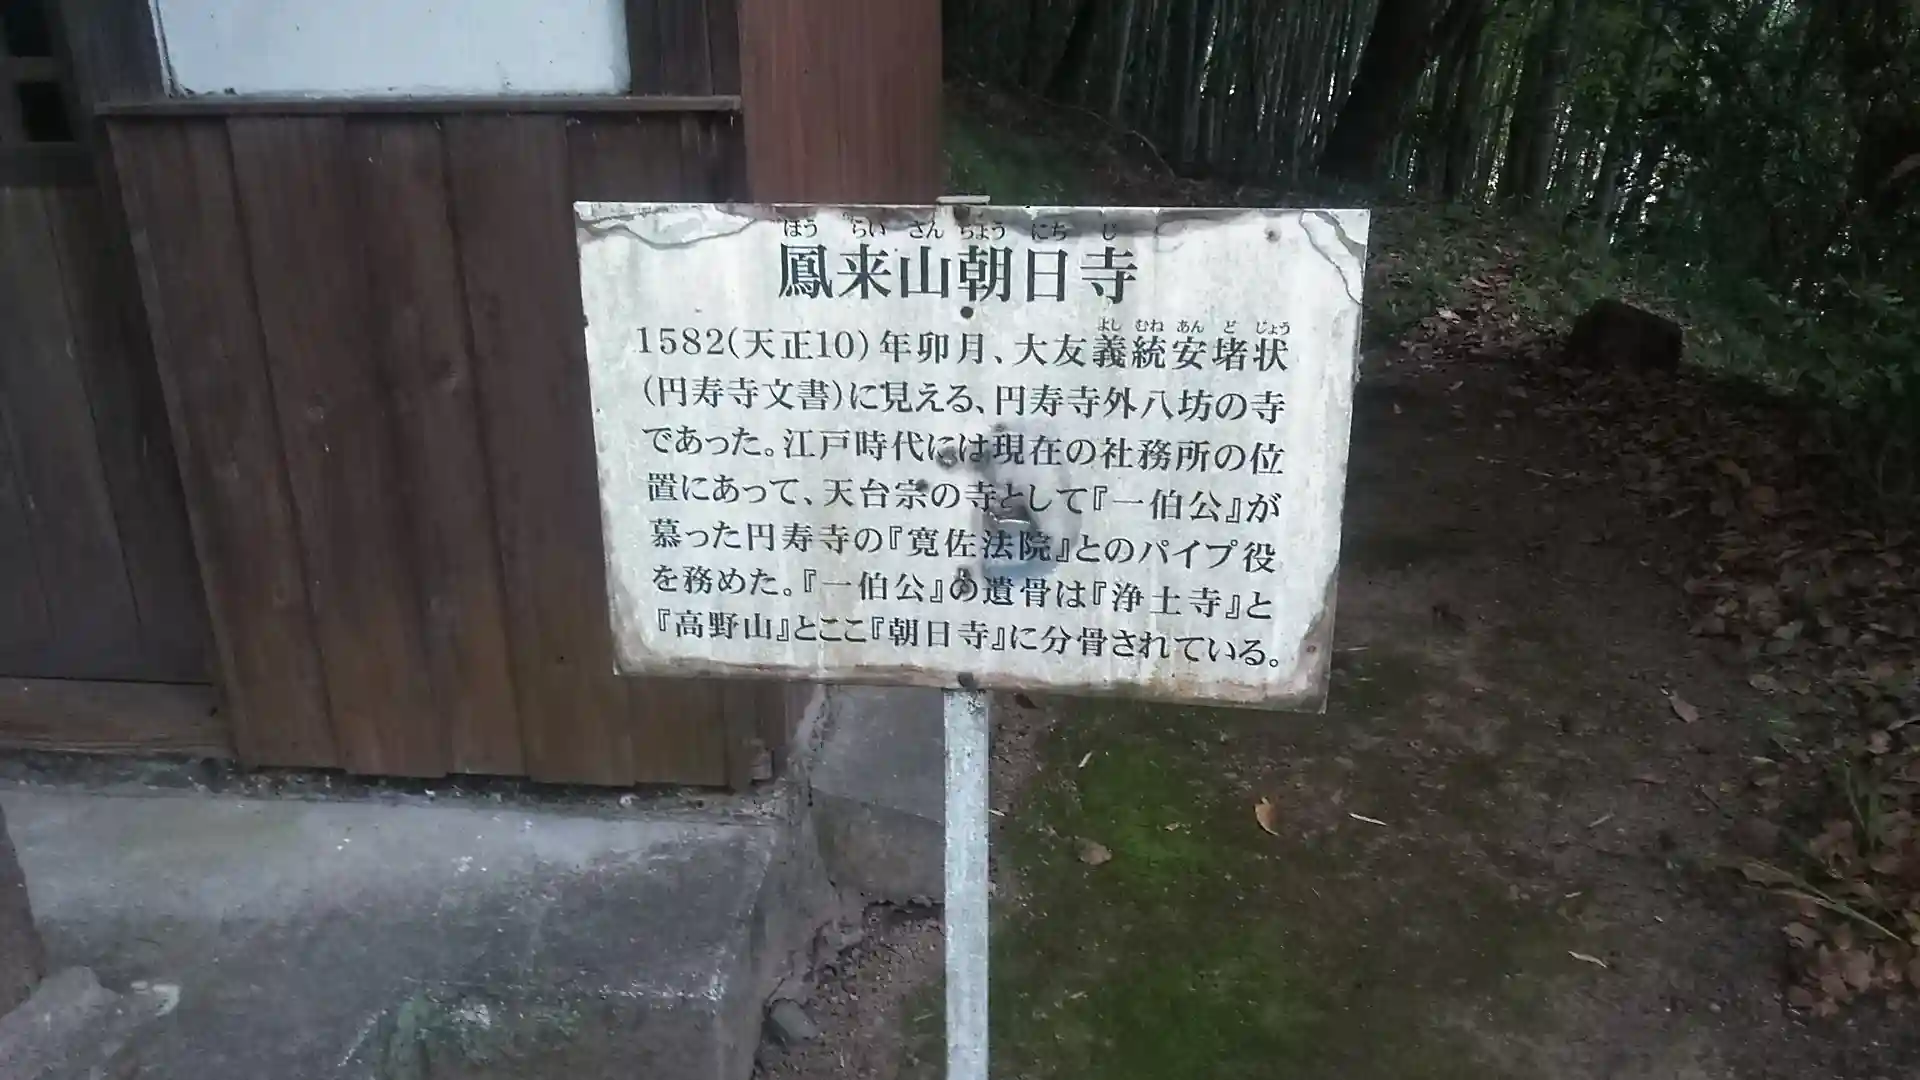 ほう らい さん ちょう にち じ
鳳来山朝日寺
よし むね あん ど じょう
1582(天正10)年卯月、大友義統安堵状
(円寿寺文書)に見える、円寿寺外八坊の寺
であった。江戸時代には現在の社務所の位
置にあって、天台宗の寺として『一伯公』が
慕った円寿寺の『寛佐法院』とのパイプ役
を務めた。『一伯公』の遺骨は『浄土寺』と
『高野山』とここ『朝日寺』に分骨されている。